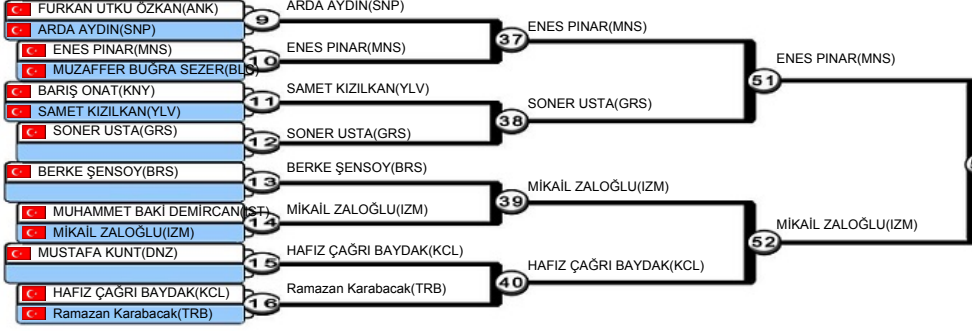 FURKAN UTKU ÖZKAN(ANK)
ARDA AYDIN(SNP)
9
ARDA AYDIN(SNP)
ENES PINAR(MNS)
MUZAFFER BUĞRA SEZER(BLS)
10
ENES PINAR(MNS)
37
ENES PINAR(MNS)
BARIŞ ONAT(KNY)
SAMET KIZILKAN(YLV)
11
SAMET KIZILKAN(YLV)
SONER USTA(GRS)
12
SONER USTA(GRS)
38
SONER USTA(GRS)
51
ENES PINAR(MNS)
BERKE ŞENSOY(BRS)
13
BERKE ŞENSOY(BRS)
MUHAMMET BAKİ DEMİRCAN(İST)
MİKAİL ZALOĞLU(IZM)
14
MİKAİL ZALOĞLU(IZM)
39
MİKAİL ZALOĞLU(IZM)
MUSTAFA KUNT(DNZ)
15
HAFIZ ÇAĞRI BAYDAK(KCL)
HAFIZ ÇAĞRI BAYDAK(KCL)
Ramazan Karabacak(TRB)
16
Ramazan Karabacak(TRB)
40
HAFIZ ÇAĞRI BAYDAK(KCL)
52
MİKAİL ZALOĞLU(IZM)